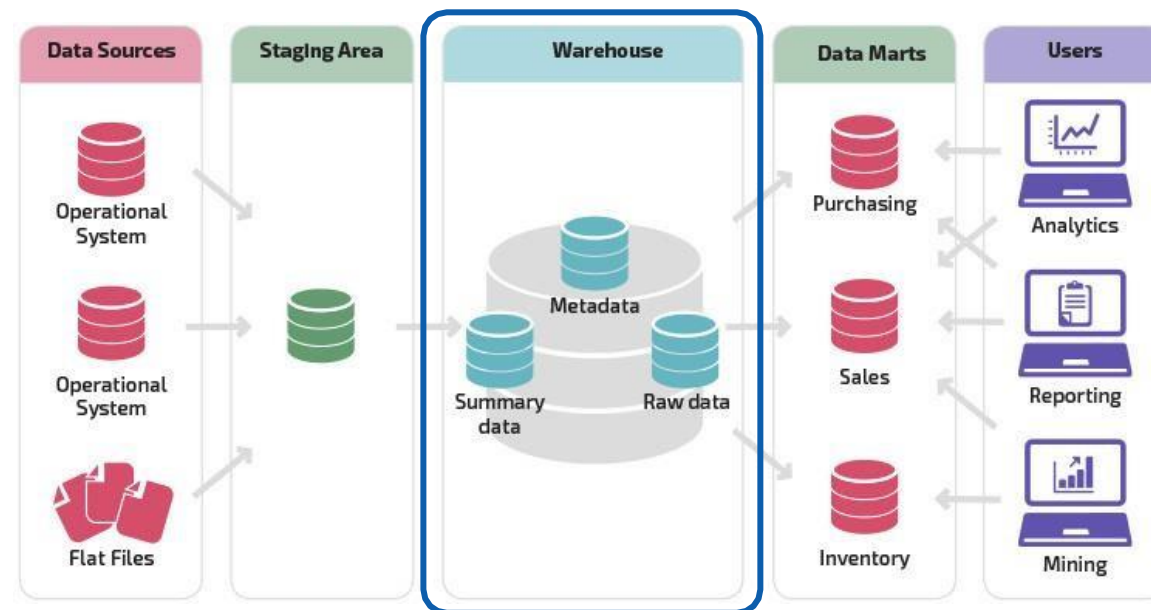 Data Sources
Staging Area
Warehouse
Data Marts
Users
Operational
System
Operational
System
Flat Files
Metadata
Summary
data
Raw data
Purchasing
Sales
Inventory
Analytics
Reporting
Mining